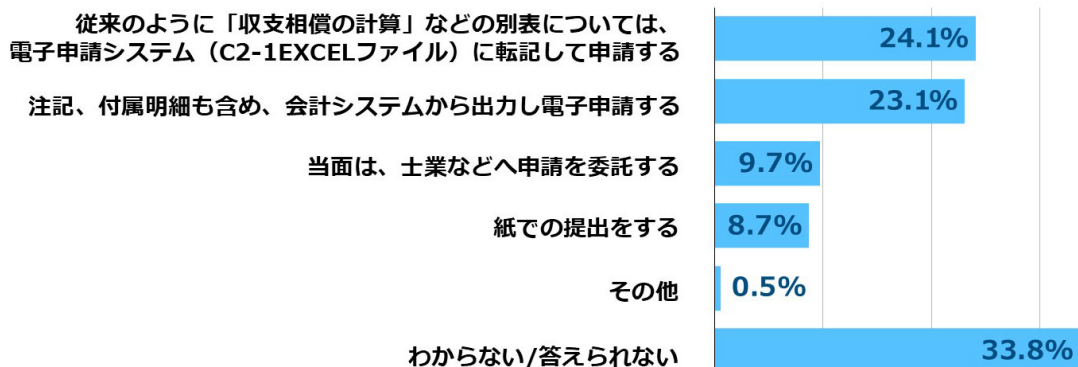 従来のように「収支相償の計算」などの別表については、
電子申請システム（C2-1EXCELファイル）に転記して申請する
24.1%
注記、付属明細も含め、会計システムから出力し電子申請する
23.1%
当面は、士業などへ申請を委託する
9.7%
紙での提出をする
8.7%
その他
0.5%
わからない/答えられない
33.8%